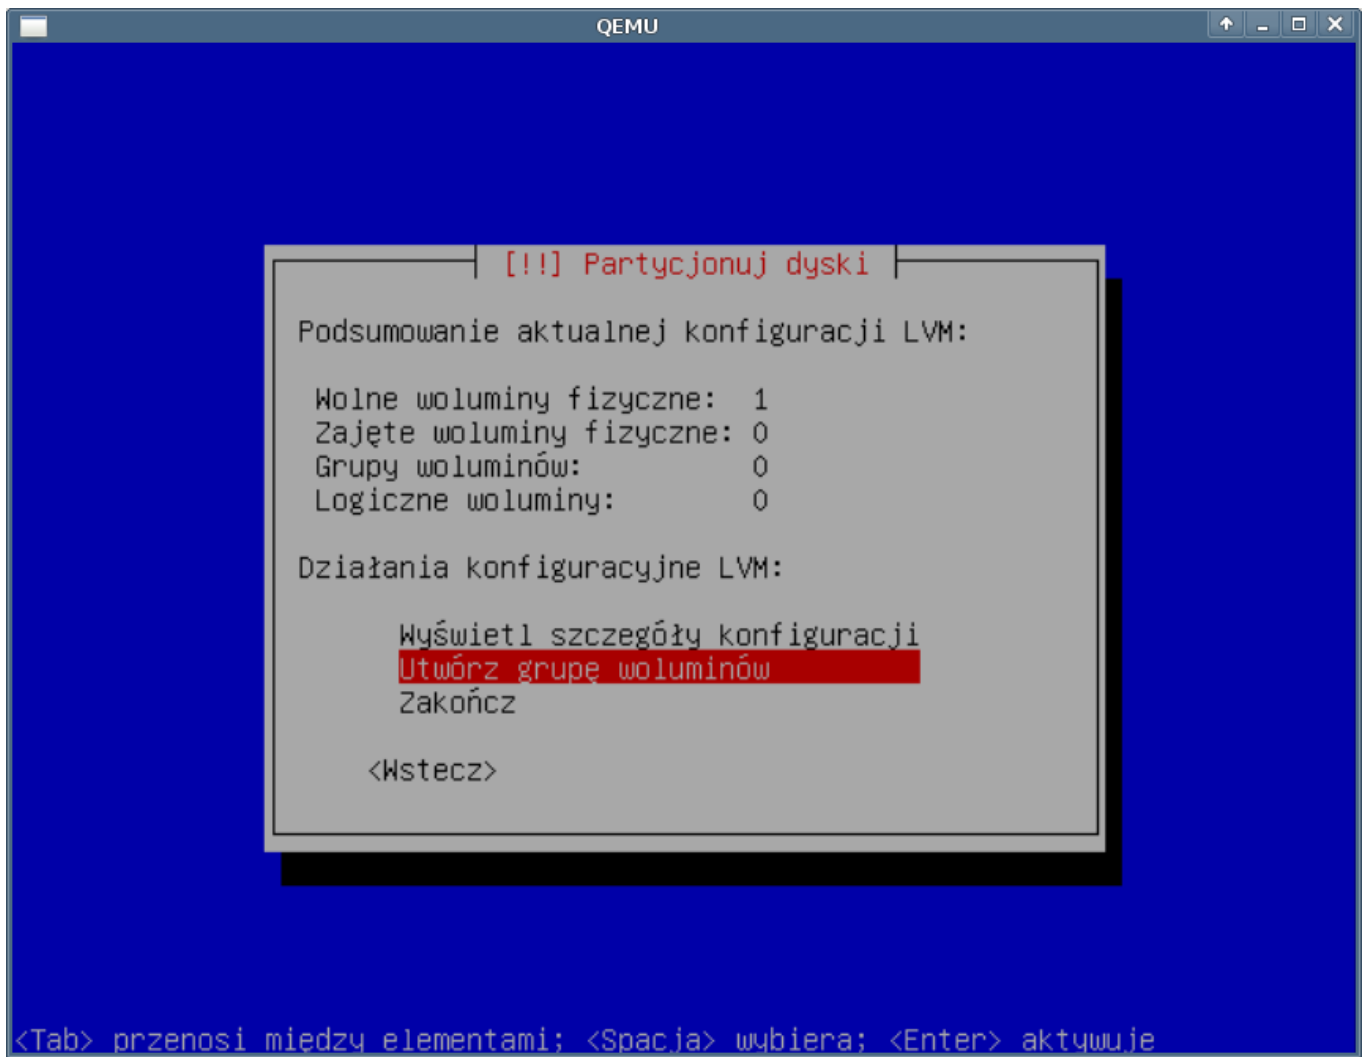 QEMU
[!!] Partycjonuj dyski
Podsumowanie aktualnej konfiguracji LVM:
Wolne woluminy fizyczne: 1
Zajęte woluminy fizyczne: 0
Grupy woluminów: 0
Logiczne woluminy: 0
Działania konfiguracyjne LVM:
Wyświetl szczegóły konfiguracji
Utwórz grupę woluminów
Zakończ
<Wstecz>
<Tab> przenosi między elementami; <Spacja> wybiera; <Enter> aktywuje